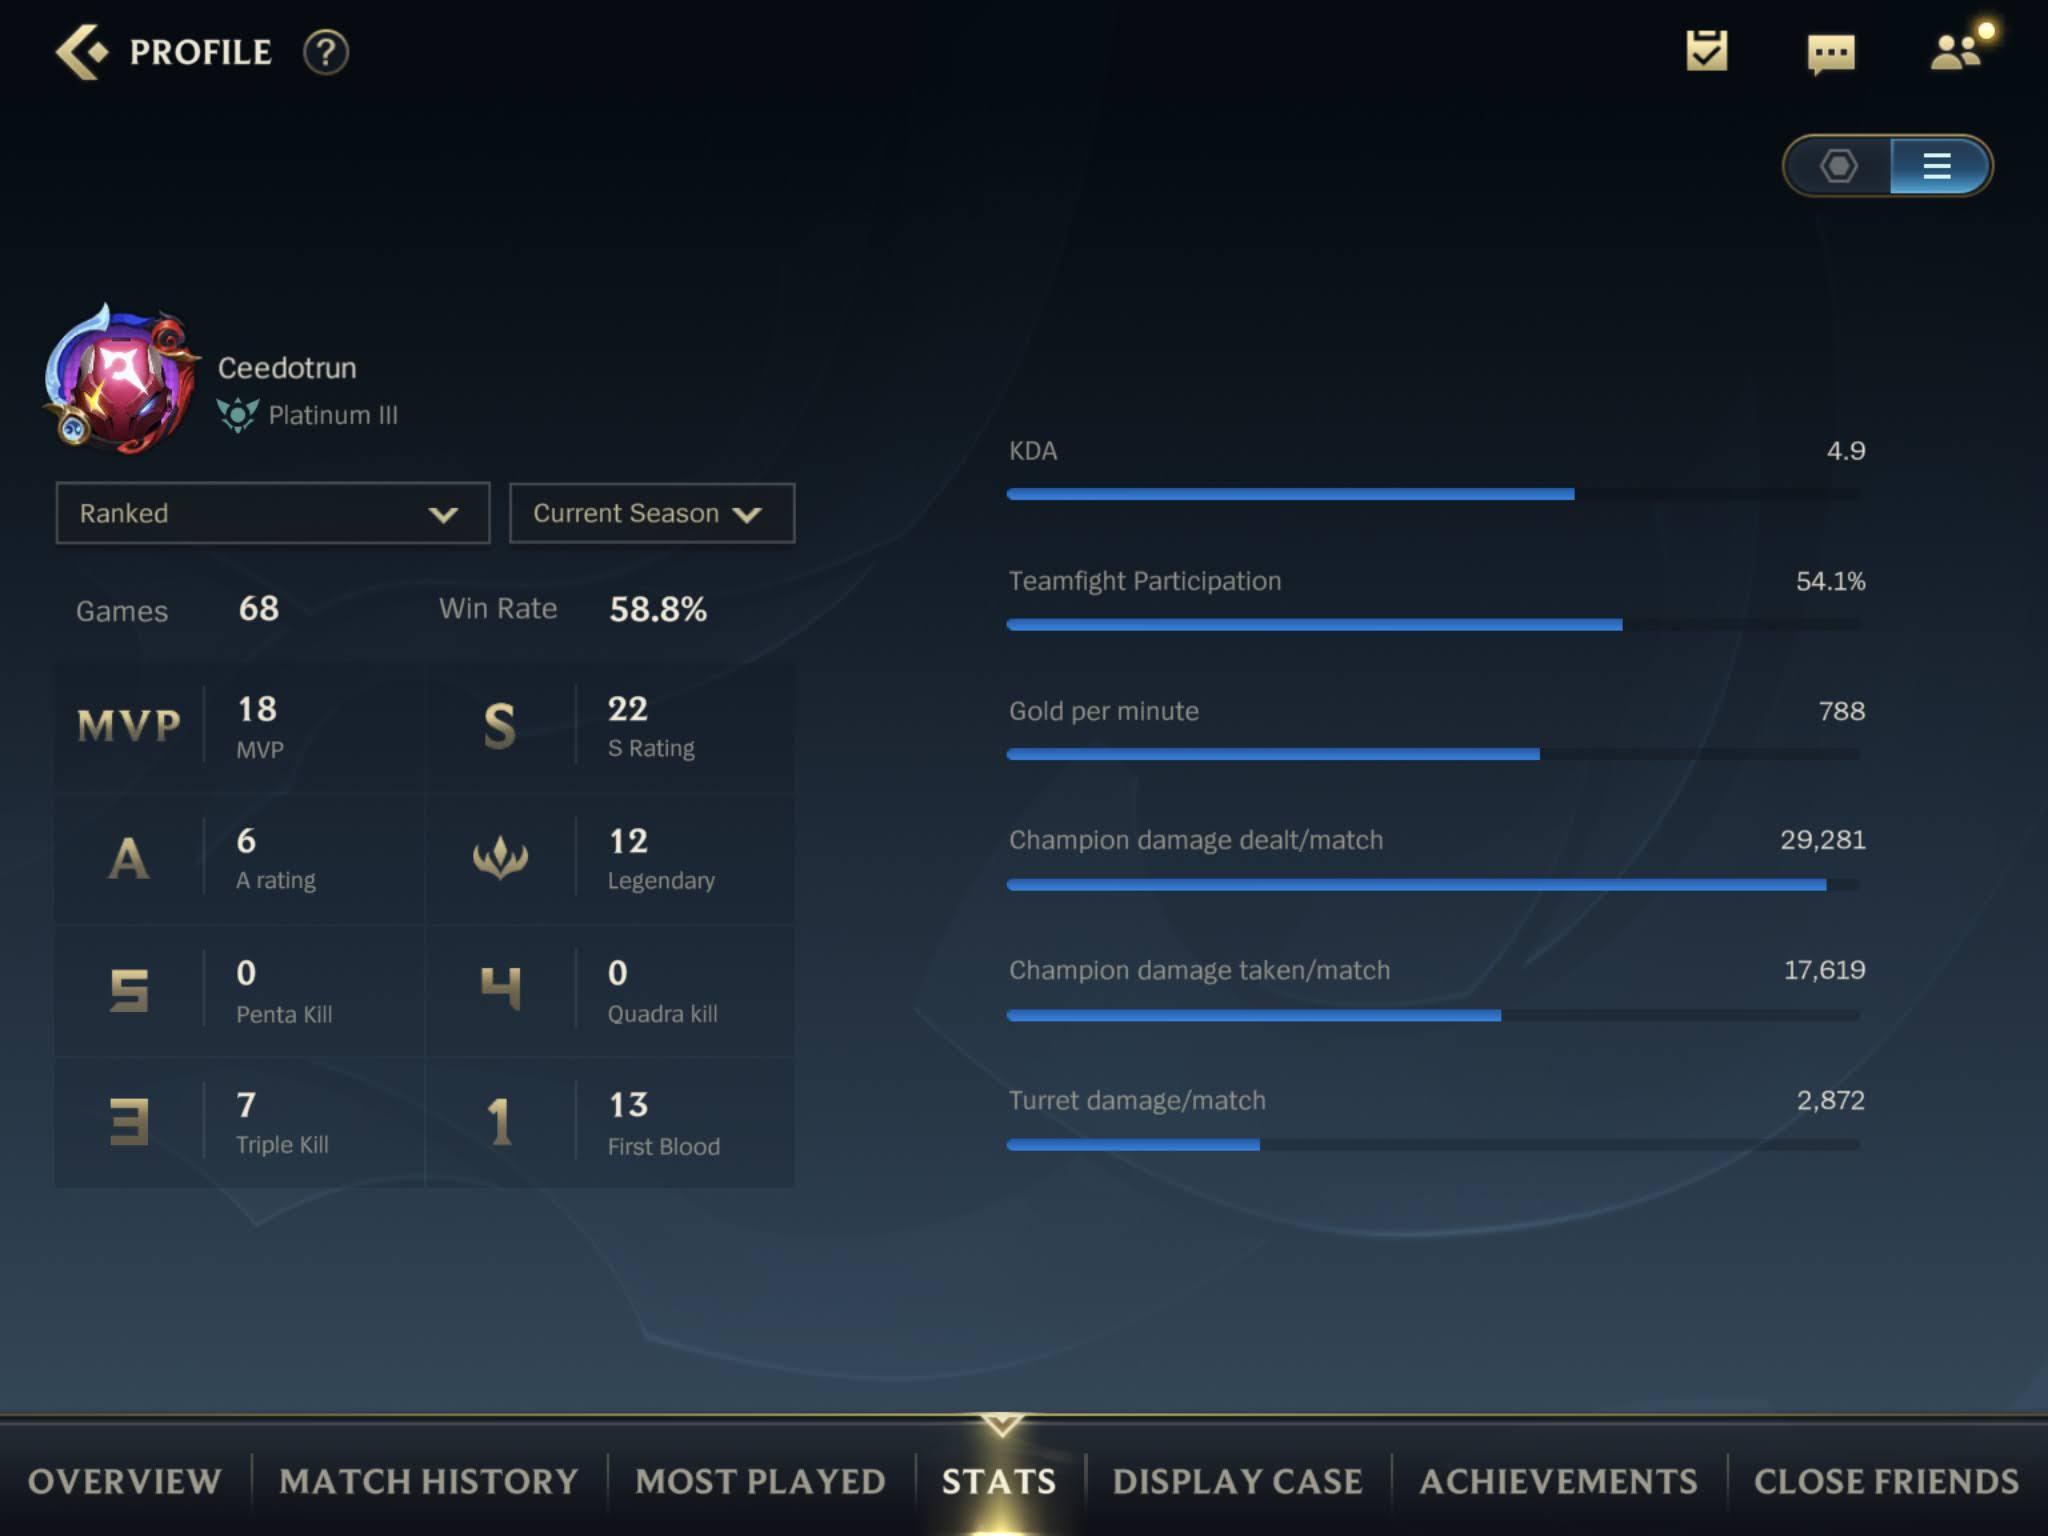 PROFILE ?
Ceedotrun
Platinum III
Ranked
Current Season
Games 68 Win Rate 58.8%
MVP 18 MVP
S 22 S Rating
A 6 A rating
12 Legendary
5 0 Penta Kill
4 0 Quadra kill
3 7 Triple Kill
1 13 First Blood
KDA 4.9
Teamfight Participation 54.1%
Gold per minute 788
Champion damage dealt/match 29,281
Champion damage taken/match 17,619
Turret damage/match 2,872
OVERVIEW MATCH HISTORY MOST PLAYED STATS DISPLAY CASE ACHIEVEMENTS CLOSE FRIENDS